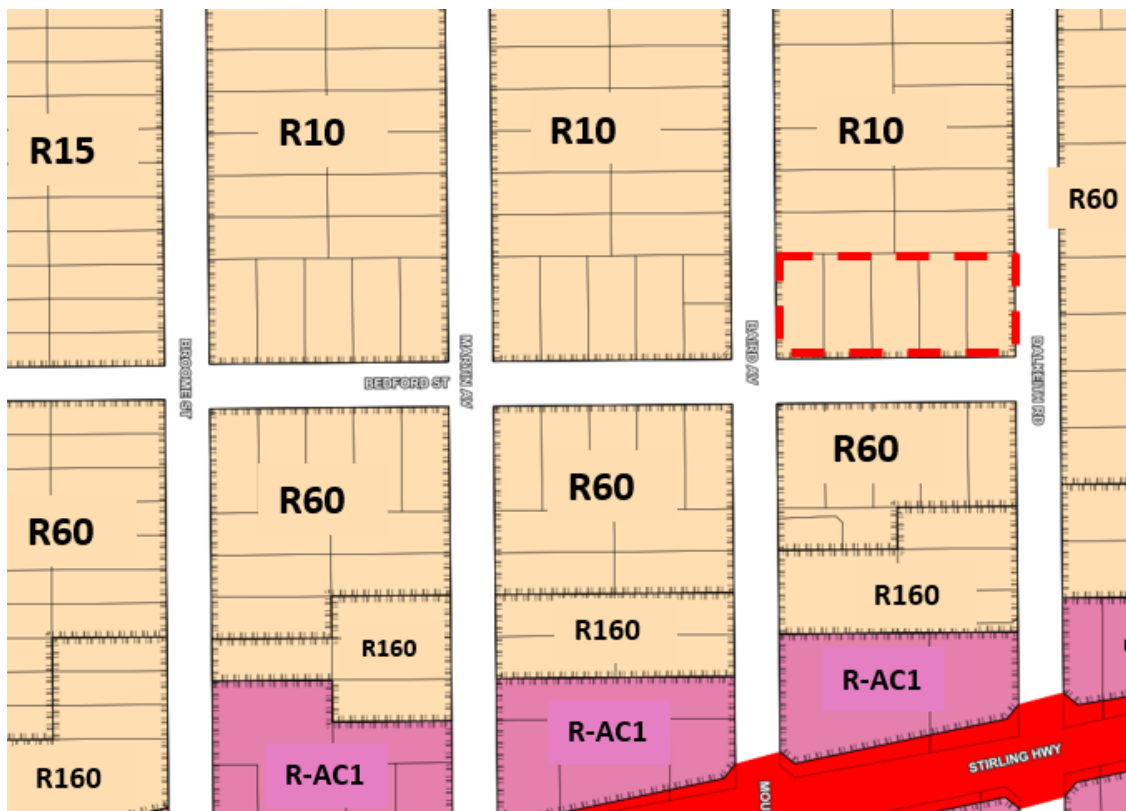 R15
R10
R10
R10
R60
BROOME ST
MARTIN AV
BAIRD AV
DALKEITH RD
BEDFORD ST
R60
R60
R60
R60
R160
R160
R160
R160
R-AC1
R-AC1
R-AC1
STIRLING HWY
MOU